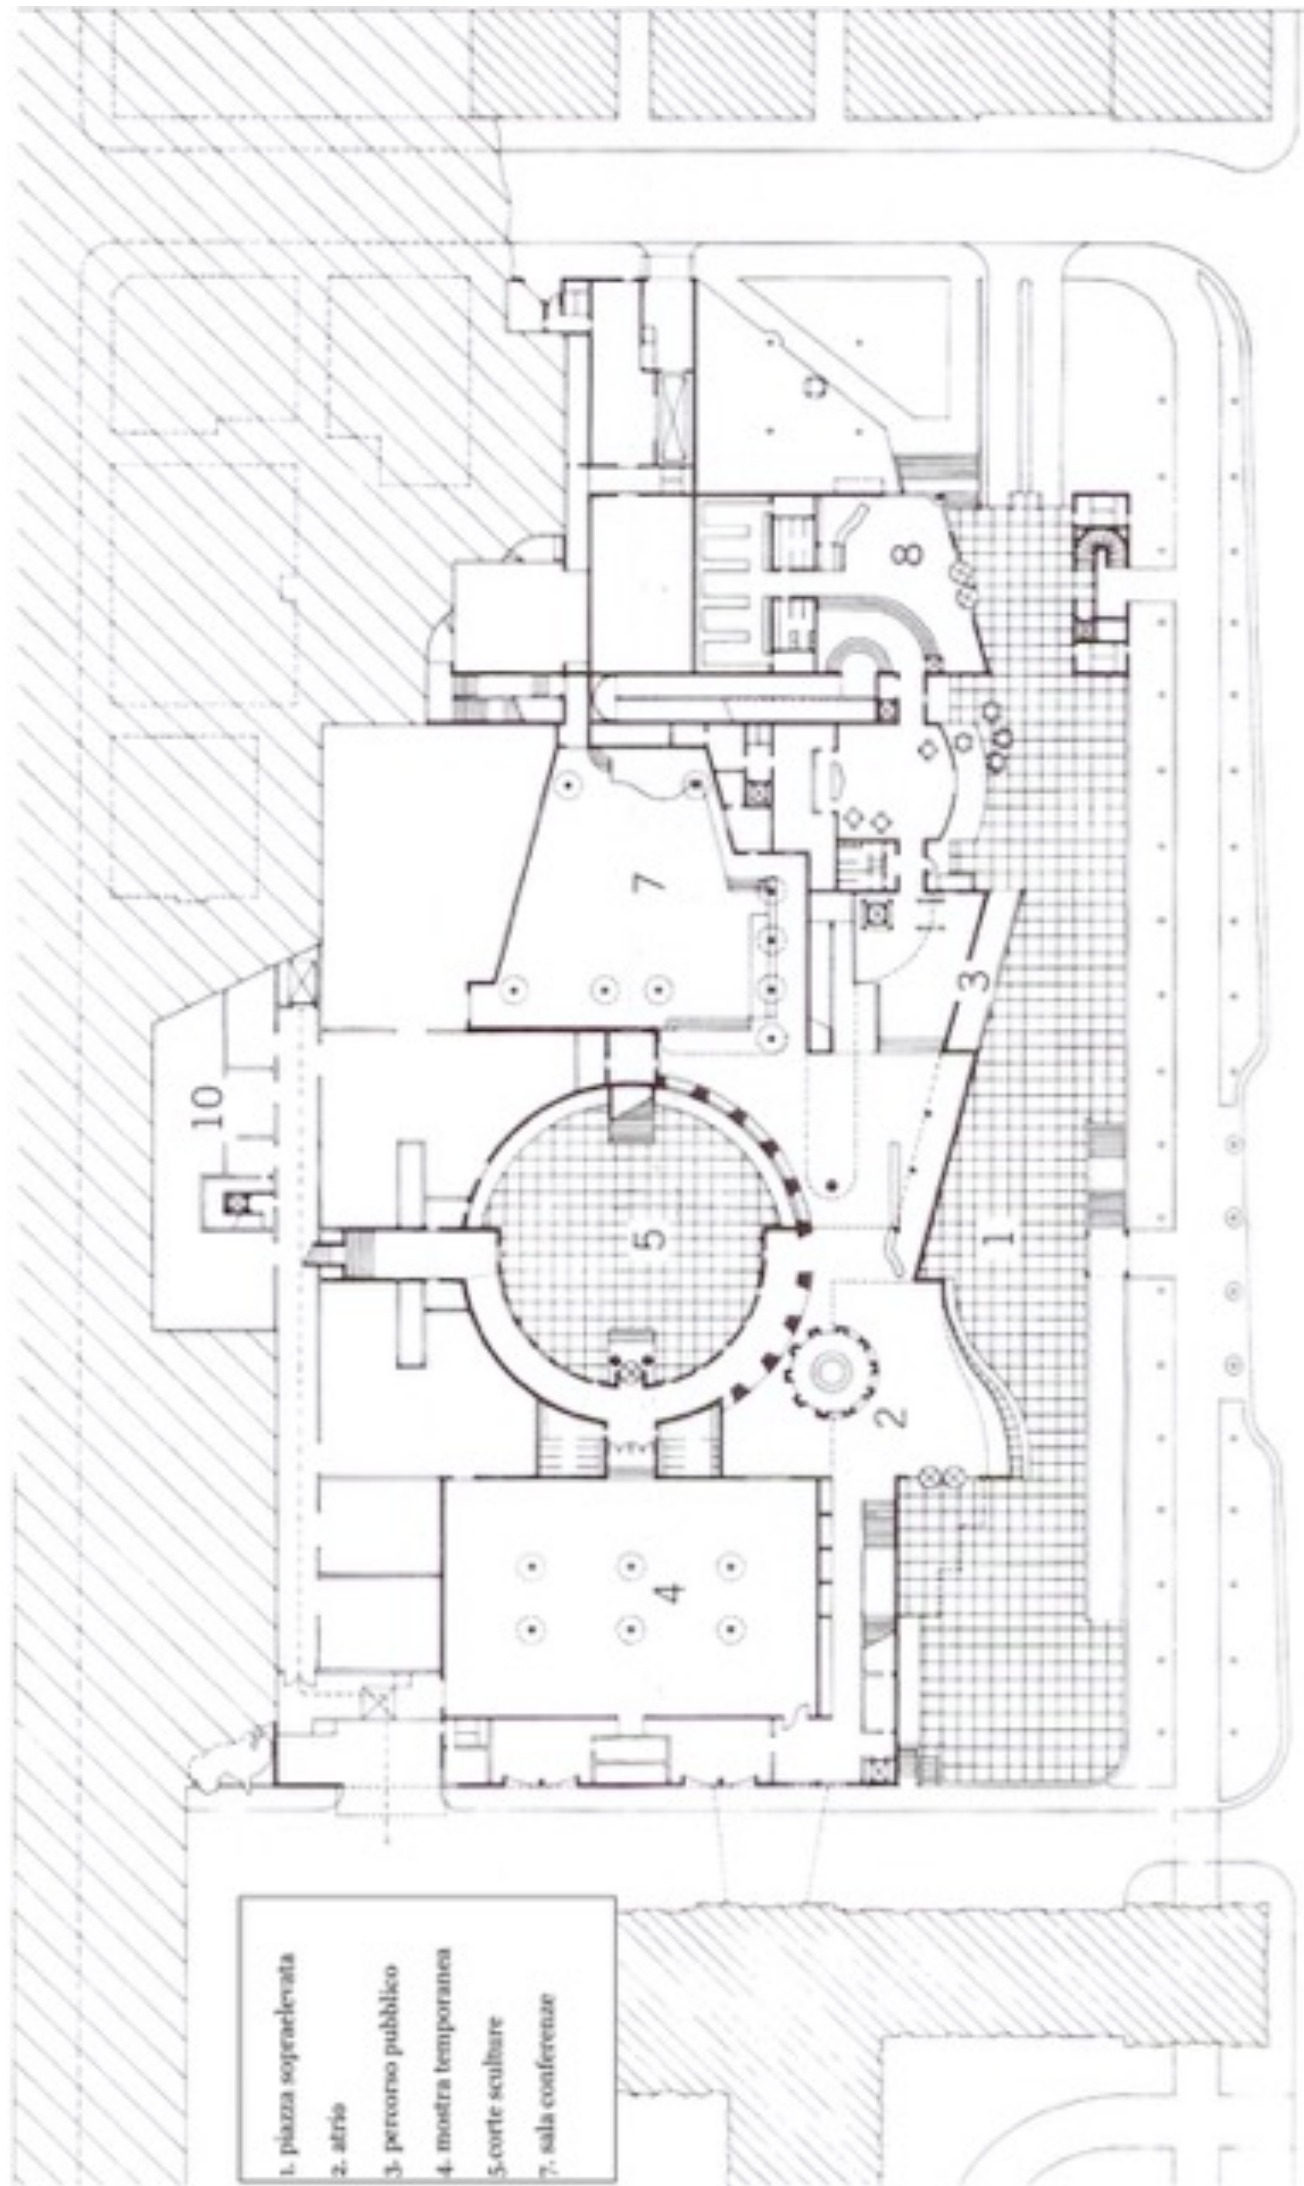 1. piazza sopraelevata
2. atrio
3. percorso pubblico
4. mostra temporanea
5.corte sculture
7. sala conferenze
10
7
8
3
5
1
2
4